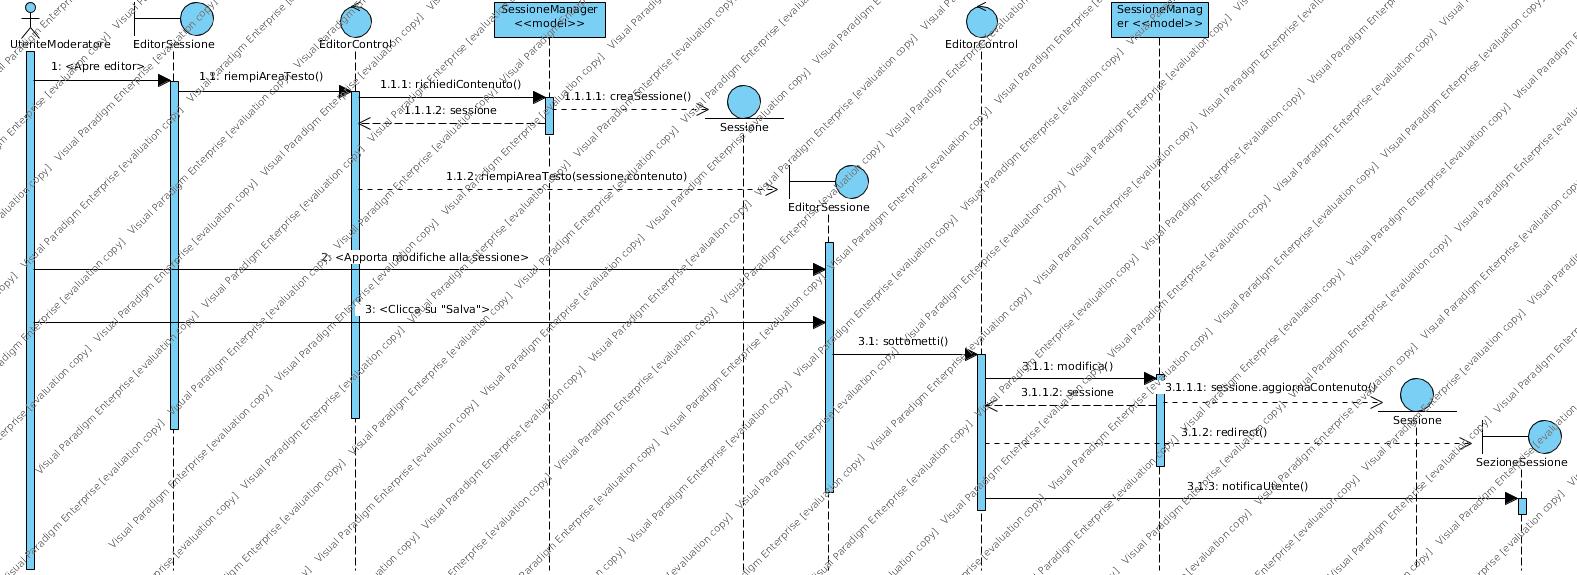 SessioneManager
<<model>>
SessioneManag
er <<model>>
UtenteModeratore
EditorSessione
EditorControl
EditorControl
1: <Apre editor>
1.1: riempiAreaTesto()
1.1.1: richiediContenuto()
1.1.1.1: creaSessione()
1.1.1.2: sessione
Sessione
1.1.2: riempiAreaTesto(sessione.contenuto)
EditorSessione
2: <Apporta modifiche alla sessione>
3: <Clicca su "Salva">
3.1: sottometti()
3.1.1: modifica()
3.1.1.1: sessione.aggiornaContenuto()
3.1.1.2: sessione
Sessione
3.1.2: redirect()
SezioneSessione
3.1.3: notificaUtente()
Visual Paradigm Enterprise [evaluation copy]